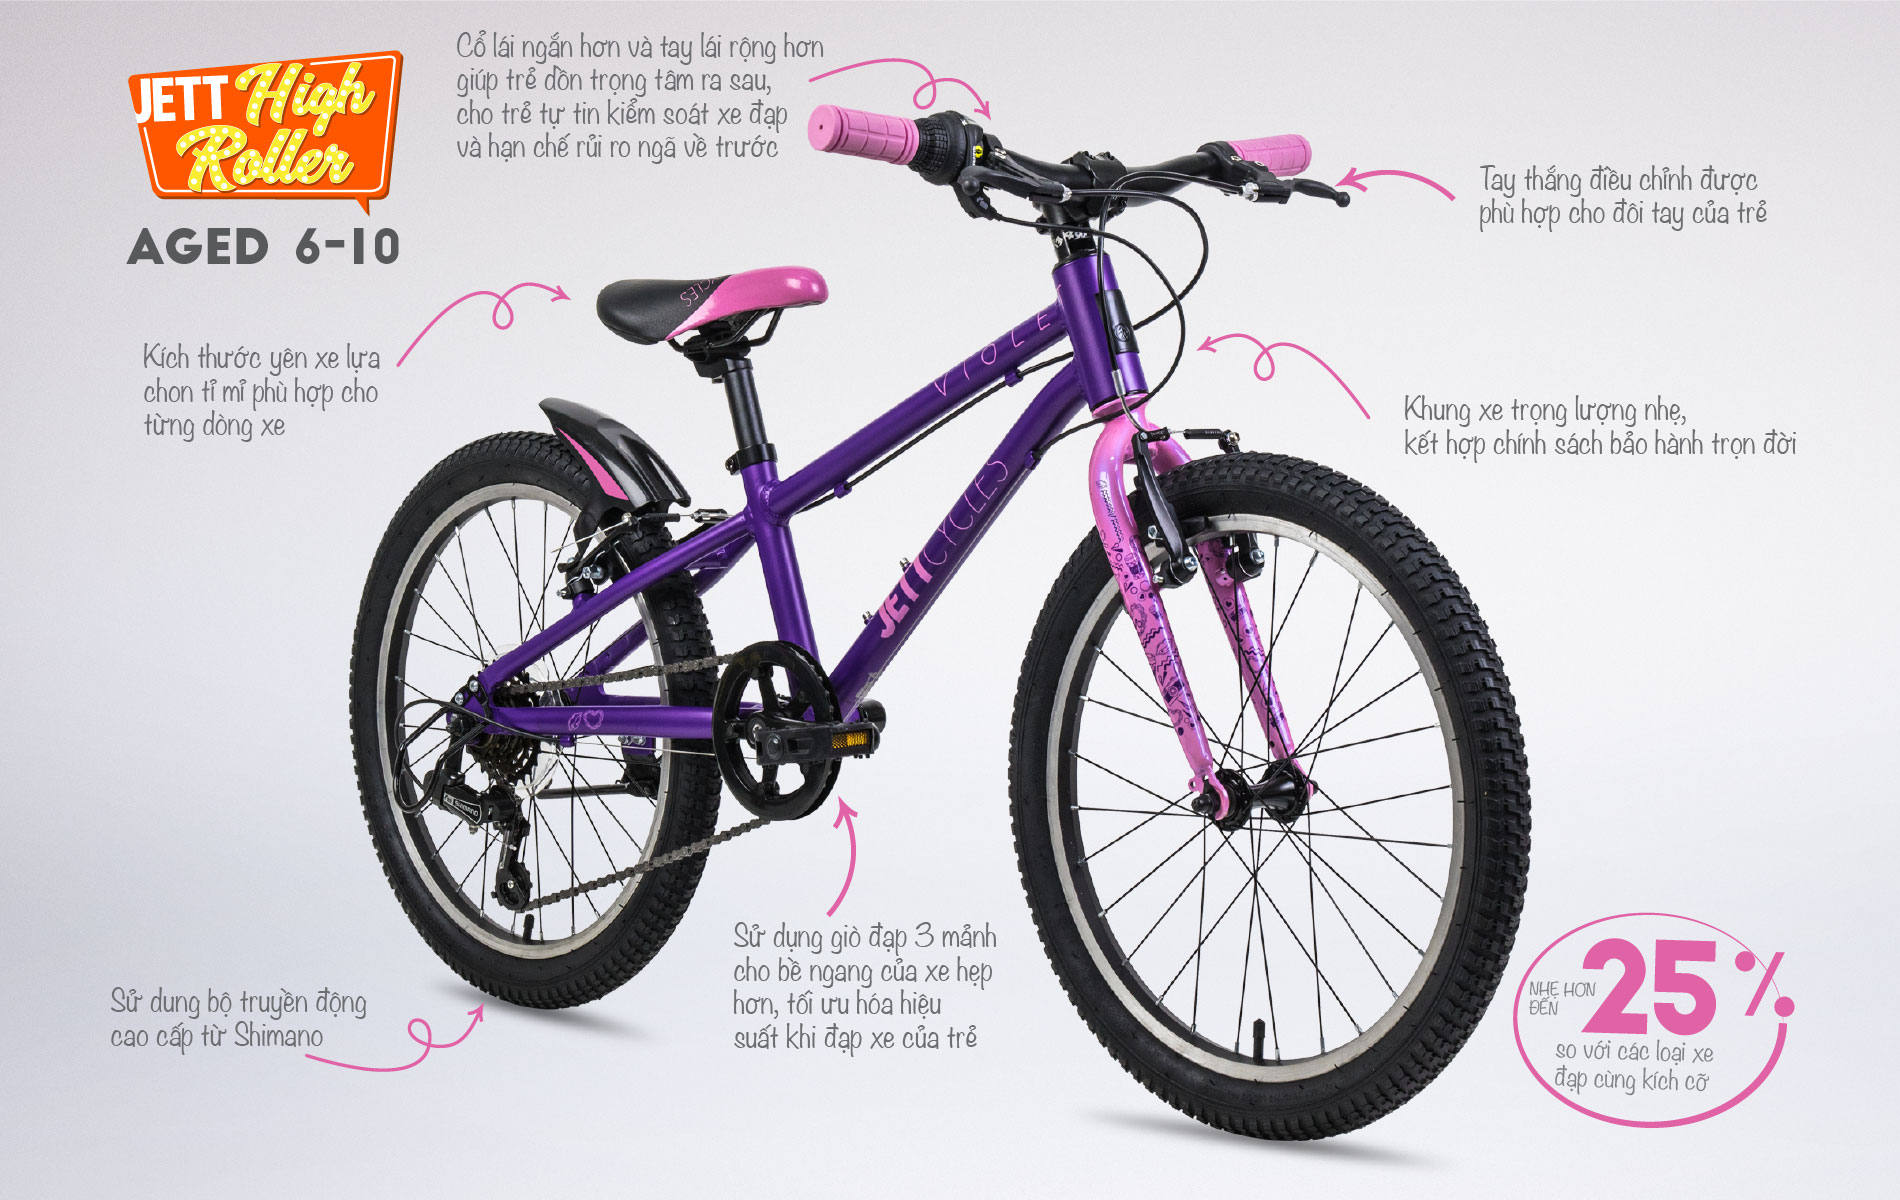 JETT High
Roller
AGED 6-10
Cổ lái ngắn hơn và tay lái rộng hơn
giúp trẻ dồn trọng tâm ra sau,
cho trẻ tự tin kiểm soát xe đạp
và hạn chế rủi ro ngã về trước
Tay thắng điều chỉnh được
phù hợp cho đôi tay của trẻ
Kích thước yên xe lựa
chon tỉ mỉ phù hợp cho
từng dòng xe
Khung xe trọng lượng nhẹ,
kết hợp chính sách bảo hành trọn đời
CYCLES
VIOLE
JETTCYCLES
SHIMANO
Sử dụng giò đạp 3 mảnh
cho bề ngang của xe hẹp
hơn, tối ưu hóa hiệu
suất khi đạp xe của trẻ
Sử dung bộ truyền động
cao cấp từ Shimano
NHẸ HƠN
ĐẾN
25%
so với các loại xe
đạp cùng kích cỡ